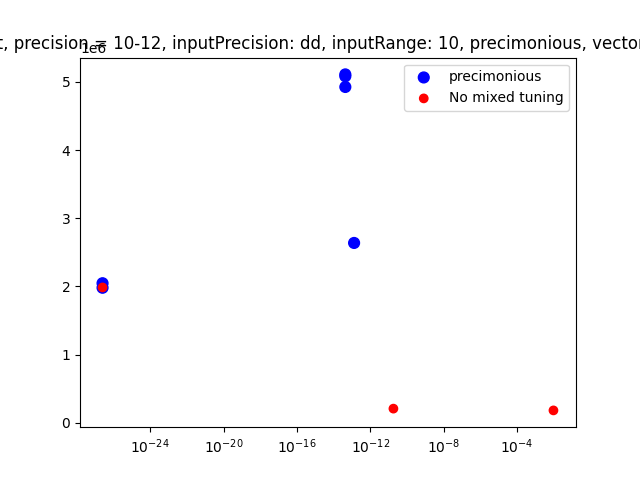 t, precision = 10-12, inputPrecision: dd, inputRange: 10, precimonious, vector
1e6
precimonious
No mixed tuning
5
4
3
2
1
0
10⁻²⁴ 10⁻²⁰ 10⁻¹⁶ 10⁻¹² 10⁻⁸ 10⁻⁴